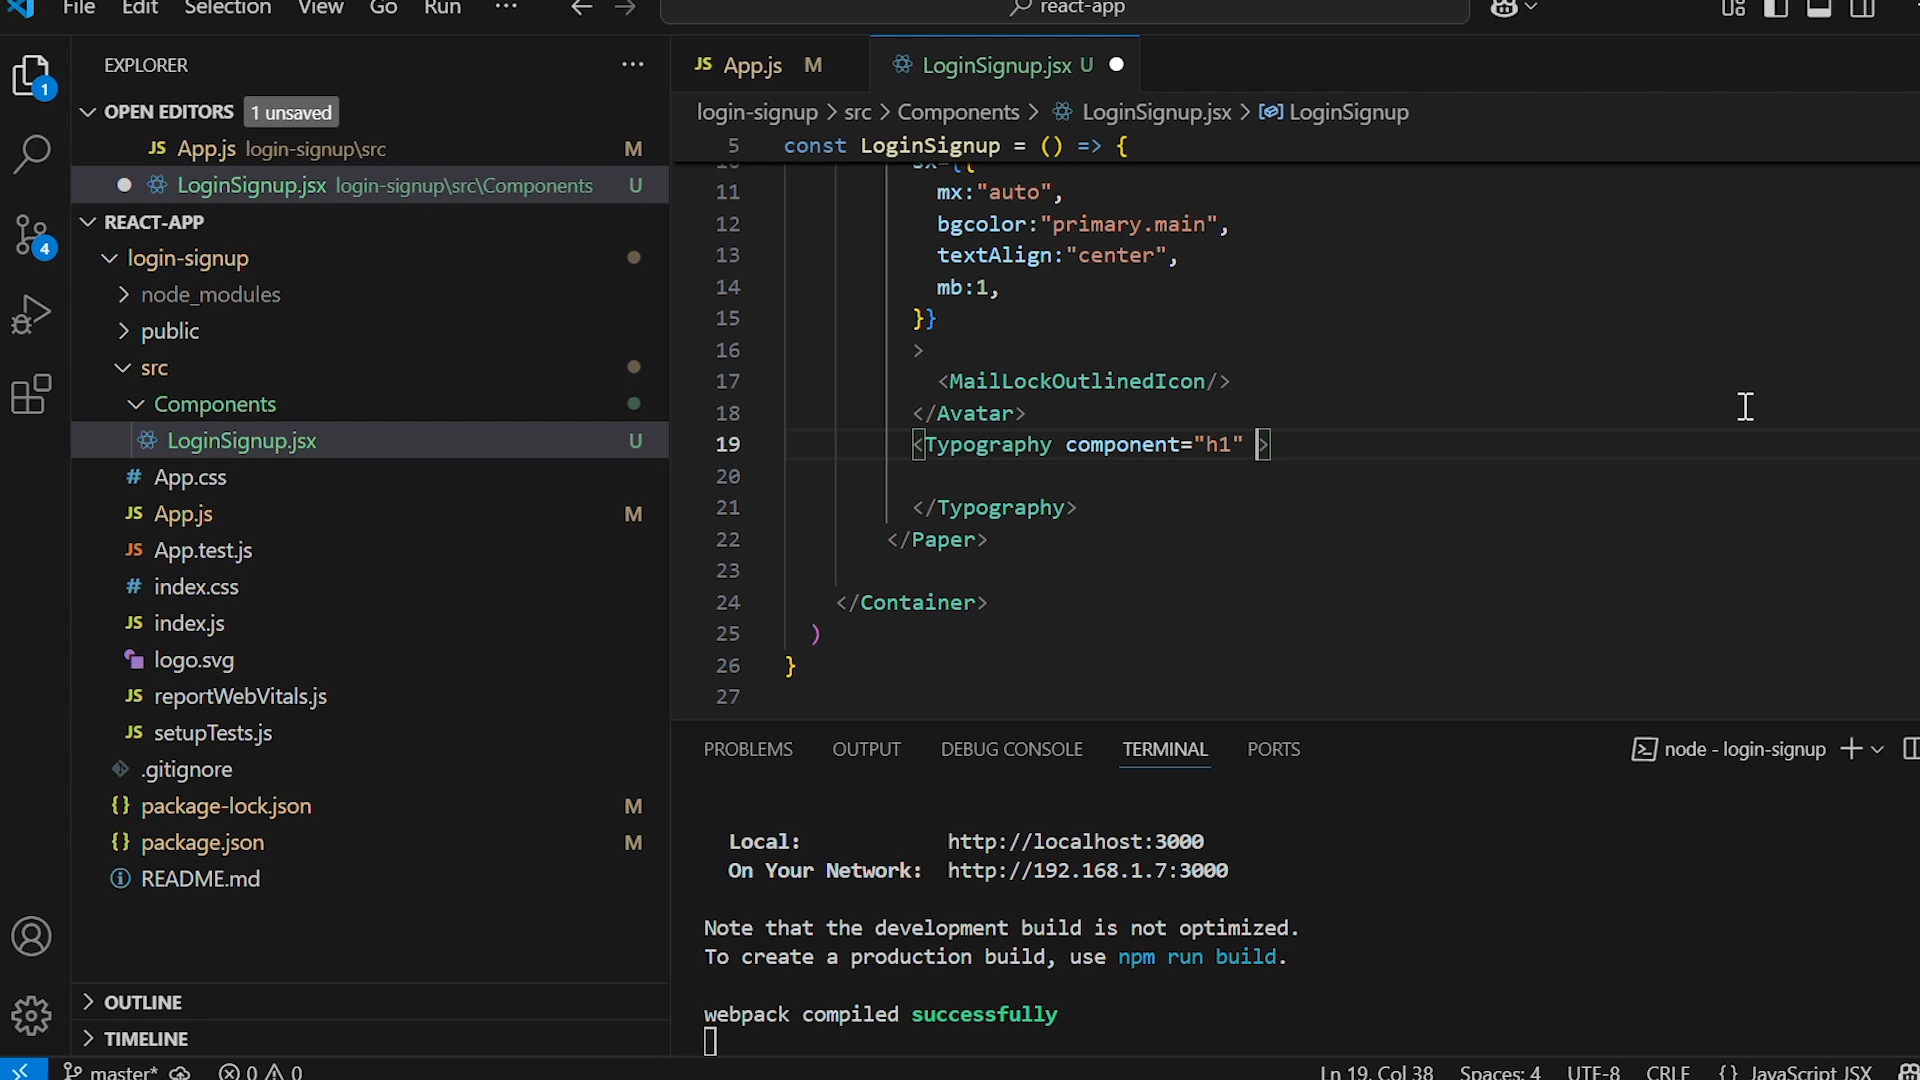 File Edit Selection View Go Run ··· react-app
EXPLORER ···
OPEN EDITORS 1 unsaved
JS App.js login-signup\src M
LoginSignup.jsx login-signup\src\Components U
REACT-APP
login-signup
node_modules
public
src
Components
LoginSignup.jsx U
# App.css
JS App.js M
JS App.test.js
# index.css
JS index.js
logo.svg
JS reportWebVitals.js
JS setupTests.js
.gitignore
{} package-lock.json M
{} package.json M
README.md
OUTLINE
TIMELINE
1
4
JS App.js M LoginSignup.jsx U
login-signup > src > Components > LoginSignup.jsx > LoginSignup
5 const LoginSignup = () => {
10 sx={{
11 mx:"auto",
12 bgcolor:"primary.main",
13 textAlign:"center",
14 mb:1,
15 }}
16 >
17 <MailLockOutlinedIcon/>
18 </Avatar>
19 <Typography component="h1" >
20
21 </Typography>
22 </Paper>
23
24 </Container>
25 )
26 }
27
PROBLEMS OUTPUT DEBUG CONSOLE TERMINAL PORTS node - login-signup
Local: http://localhost:3000
On Your Network: http://192.168.1.7:3000
Note that the development build is not optimized.
To create a production build, use npm run build.
webpack compiled successfully
master* 0 0 Ln 19, Col 38 Spaces: 4 UTF-8 CRLF {} JavaScript JSX